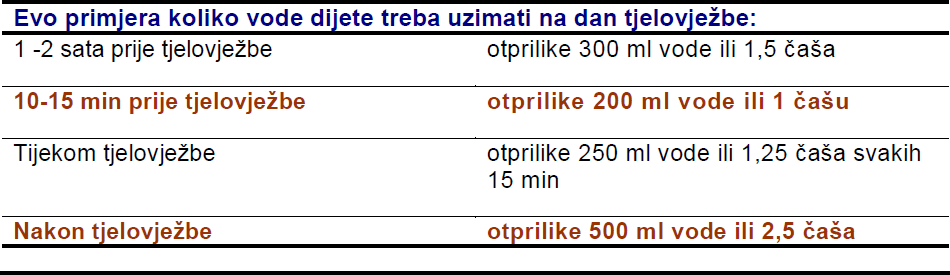 Evo primjera koliko vode dijete treba uzimati na dan tjelovježbe:
1 -2 sata prije tjelovježbe otprilike 300 ml vode ili 1,5 čaša
10-15 min prije tjelovježbe otprilike 200 ml vode ili 1 čašu
Tijekom tjelovježbe otprilike 250 ml vode ili 1,25 čaša svakih
15 min
Nakon tjelovježbe otprilike 500 ml vode ili 2,5 čaša